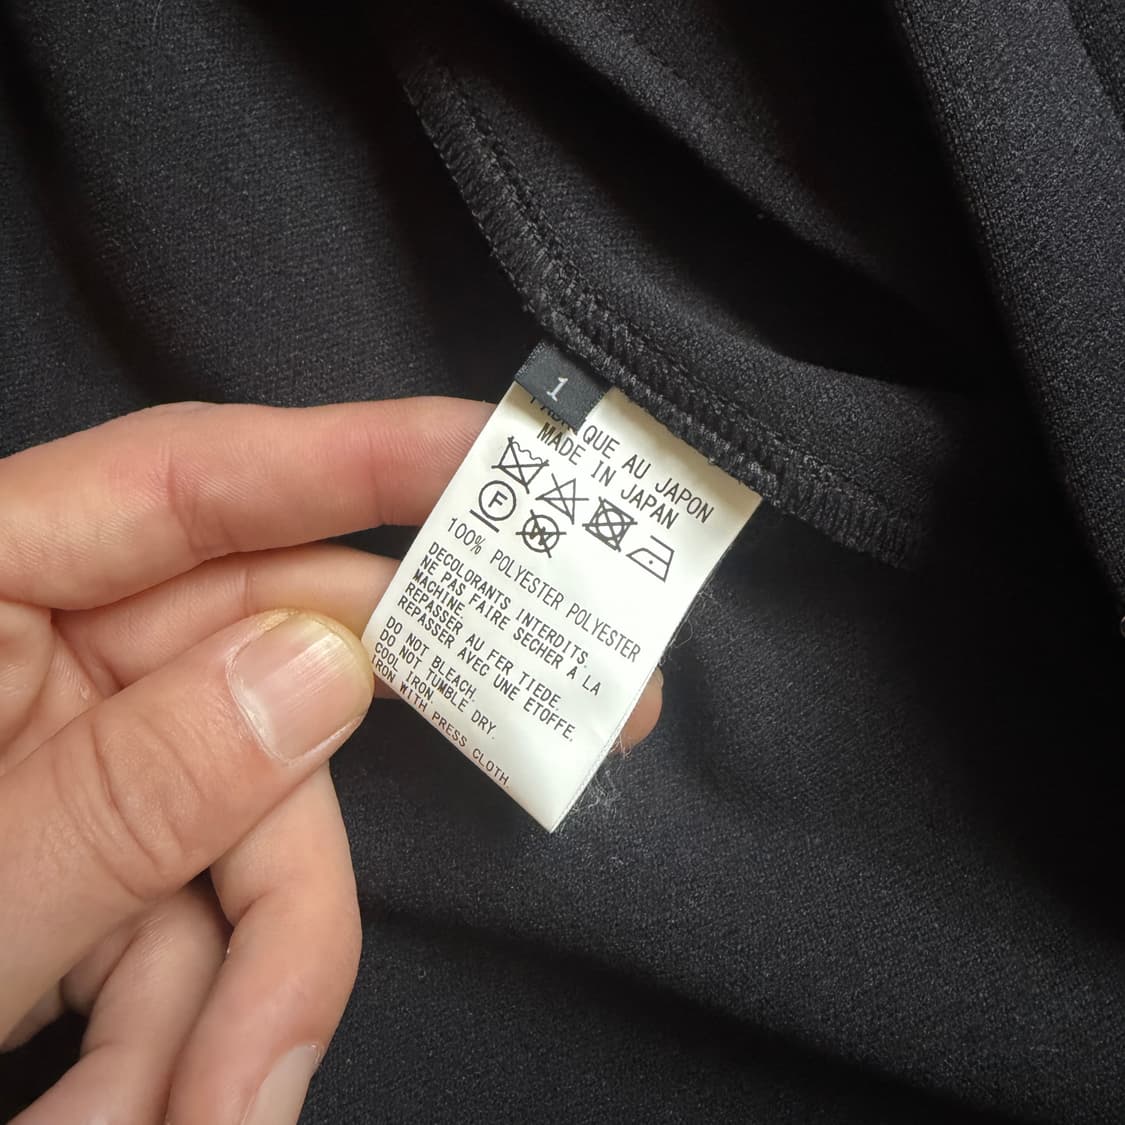 1
QUE AU JAPON
MADE IN JAPAN
F
W
100% POLYESTER POLYESTER
DECOLORANTS INTERDITS.
NE PAS FAIRE SECHER A LA
MACHINE.
REPASSER AU FER TIEDE.
REPASSER AVEC UNE ETOFFE.
DO NOT BLEACH.
DO NOT TUMBLE DRY.
COOL IRON.
IRON WITH PRESS CLOTH.